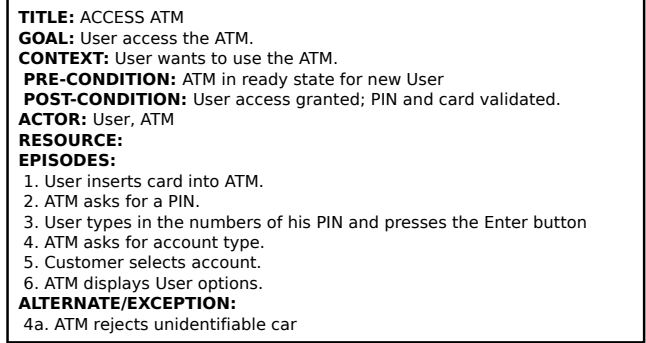 TITLE: ACCESS ATM
GOAL: User access the ATM.
CONTEXT: User wants to use the ATM.
PRE-CONDITION: ATM in ready state for new User
POST-CONDITION: User access granted; PIN and card validated.
ACTOR: User, ATM
RESOURCE:
EPISODES:
1. User inserts card into ATM.
2. ATM asks for a PIN.
3. User types in the numbers of his PIN and presses the Enter button
4. ATM asks for account type.
5. Customer selects account.
6. ATM displays User options.
ALTERNATE/EXCEPTION:
4a. ATM rejects unidentifiable car